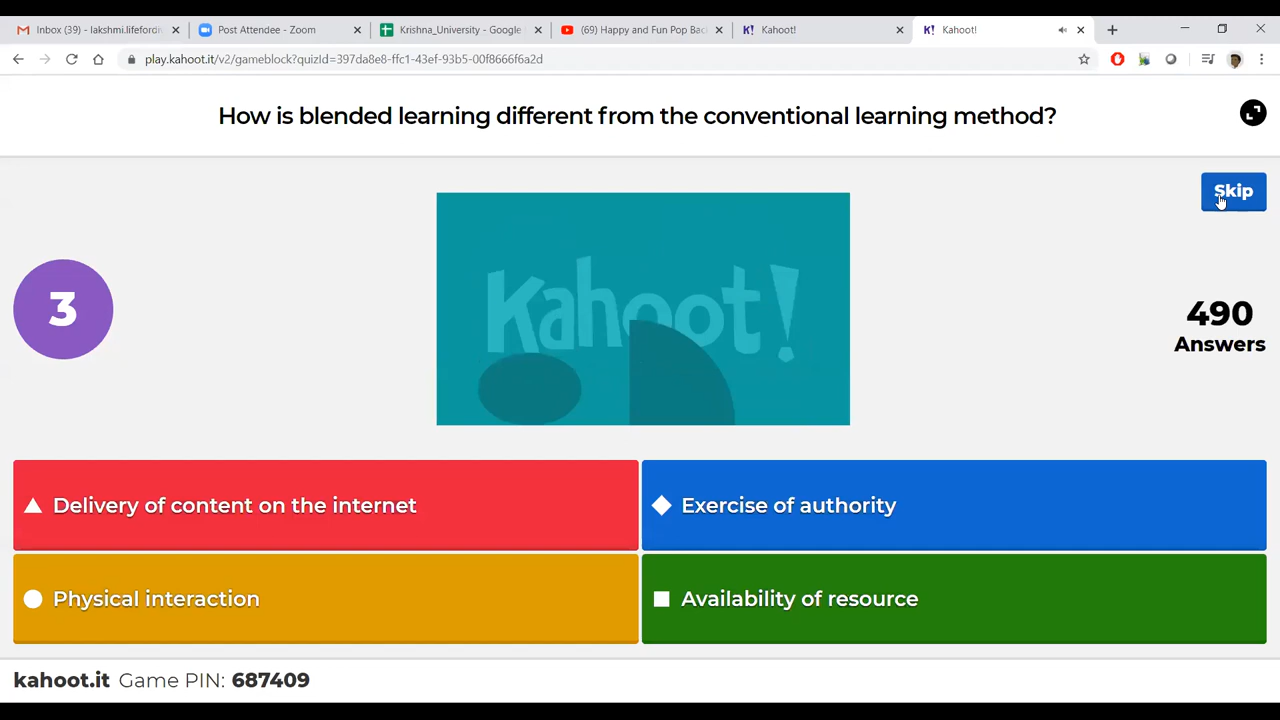 Inbox (39) - lakshmi.lifeford
Post Attendee - Zoom
Krishna_University - Google
(69) Happy and Fun Pop Bac
K! Kahoot!
K! Kahoot!
play.kahoot.it/v2/gameblock?quizId=397da8e8-ffc1-43ef-93b5-00f8666f6a2d
How is blended learning different from the conventional learning method?
Skip
3
Kahoot!
490
Answers
Delivery of content on the internet
Exercise of authority
Physical interaction
Availability of resource
kahoot.it Game PIN: 687409